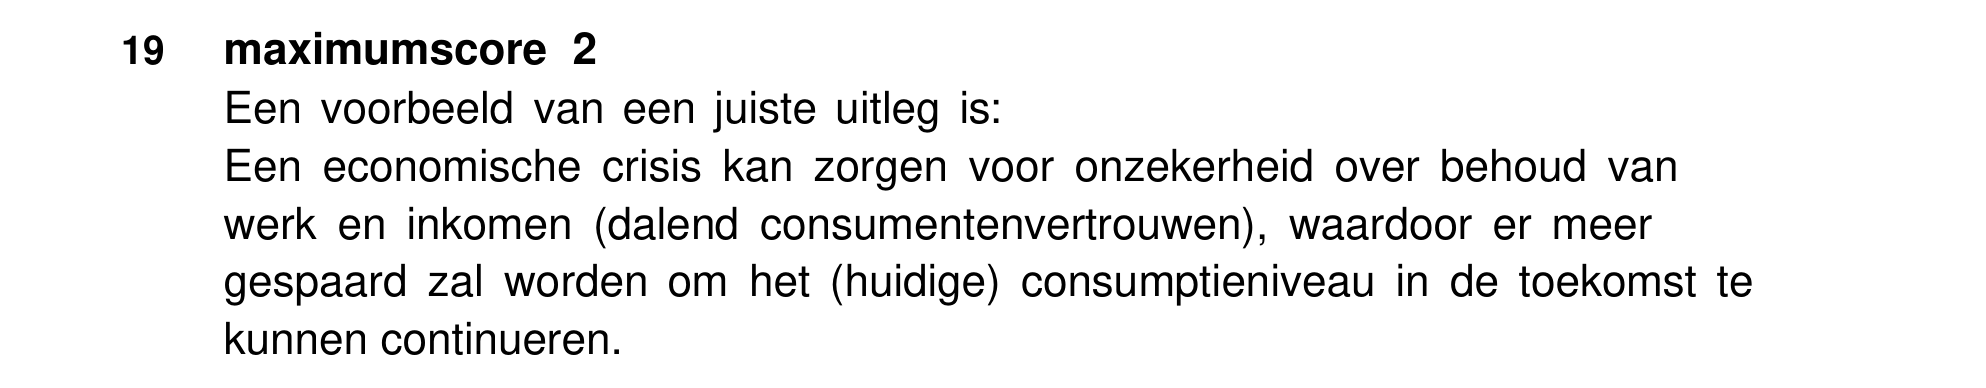 19 maximumscore 2
Een voorbeeld van een juiste uitleg is:
Een economische crisis kan zorgen voor onzekerheid over behoud van
werk en inkomen (dalend consumentenvertrouwen), waardoor er meer
gespaard zal worden om het (huidige) consumptieniveau in de toekomst te
kunnen continueren.